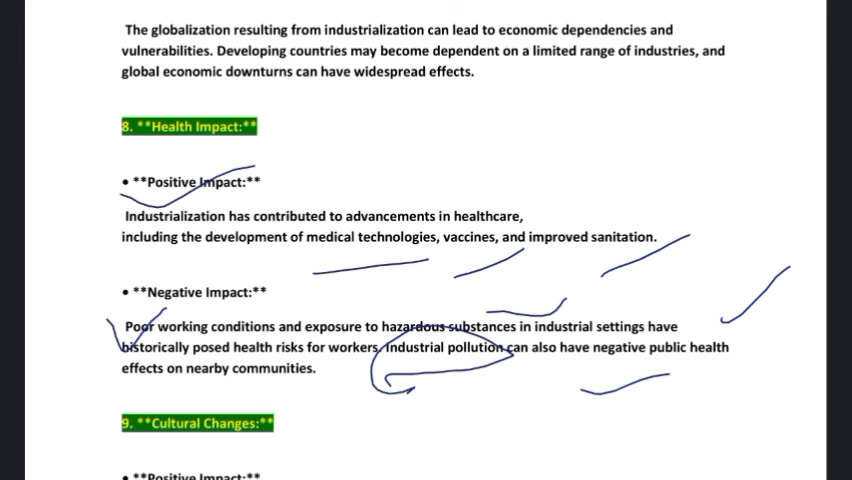 The globalization resulting from industrialization can lead to economic dependencies and
vulnerabilities. Developing countries may become dependent on a limited range of industries, and
global economic downturns can have widespread effects.
8. **Health Impact:**
• **Positive Impact:**
Industrialization has contributed to advancements in healthcare,
including the development of medical technologies, vaccines, and improved sanitation.
• **Negative Impact:**
Poor working conditions and exposure to hazardous substances in industrial settings have
historically posed health risks for workers. Industrial pollution can also have negative public health
effects on nearby communities.
9. **Cultural Changes:**
• **Positive Impact:**